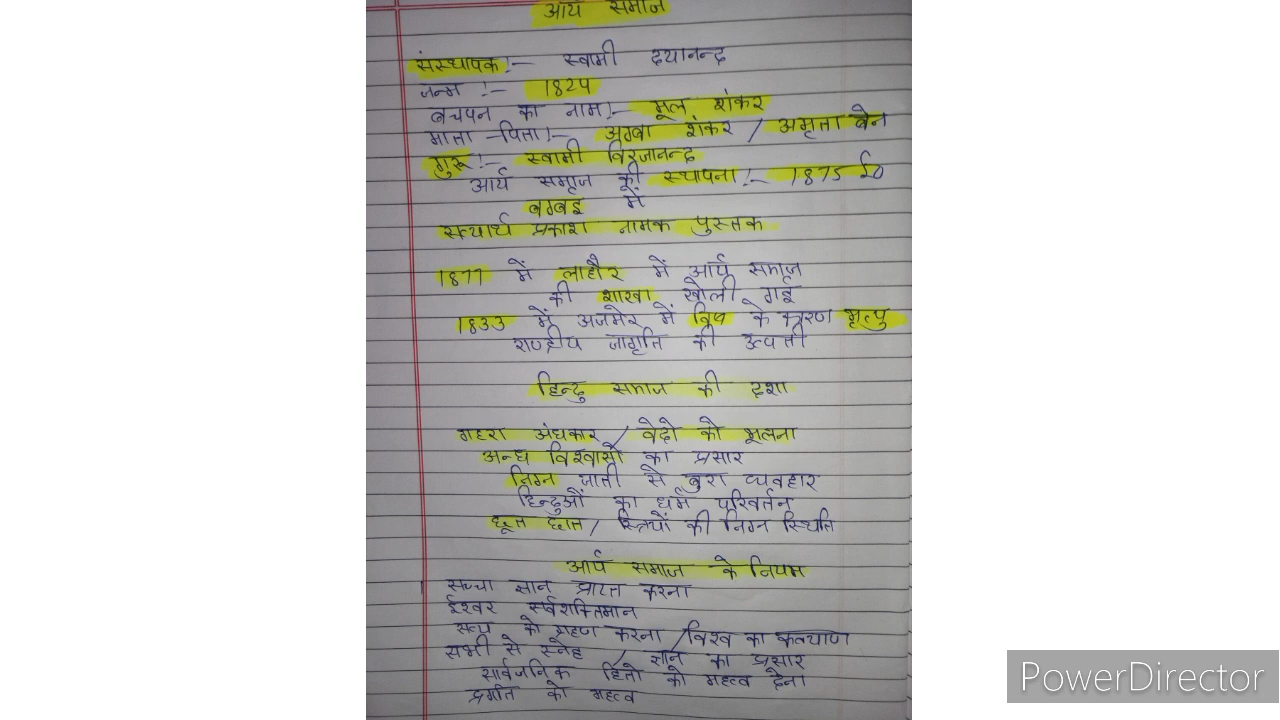 आर्य समाज
संस्थापक!- स्वामी दयानन्द
जन्म!- 1824
बचपन का नाम!- मूल शंकर
माता-पिता!- अम्बा शंकर / अमृता बेन
गुरू!- स्वामी विरजानन्द
आर्य समाज की स्थापना!- 1875 ई०
बम्बइ में
सत्यार्थ प्रकाश नामक पुस्तक
1877 में लाहौर में आर्य समाज
की शाखा खोली गई
1833 में अजमेर में विष के कारण मृत्यु
राष्ट्रीय जागृति की उत्पत्ती
हिन्दु समाज की दशा
गहरा अंधकार / वेदो को भूलना
अन्ध विश्वासों का प्रसार
निम्न जाती से बुरा व्यवहार
हिन्दुओं का धर्म परिवर्तन
छूत छात / स्त्रियों की निम्न स्थिति
आर्य समाज के नियम
सच्चा ज्ञान प्राप्त करना
ईश्वर सर्वशक्तिमान
सत्य को ग्रहण करना / विश्व का कल्याण
सभी से स्नेह / ज्ञान का प्रसार
सार्वजनिक हितो को महत्व देना
प्रगति को महत्व
PowerDirector